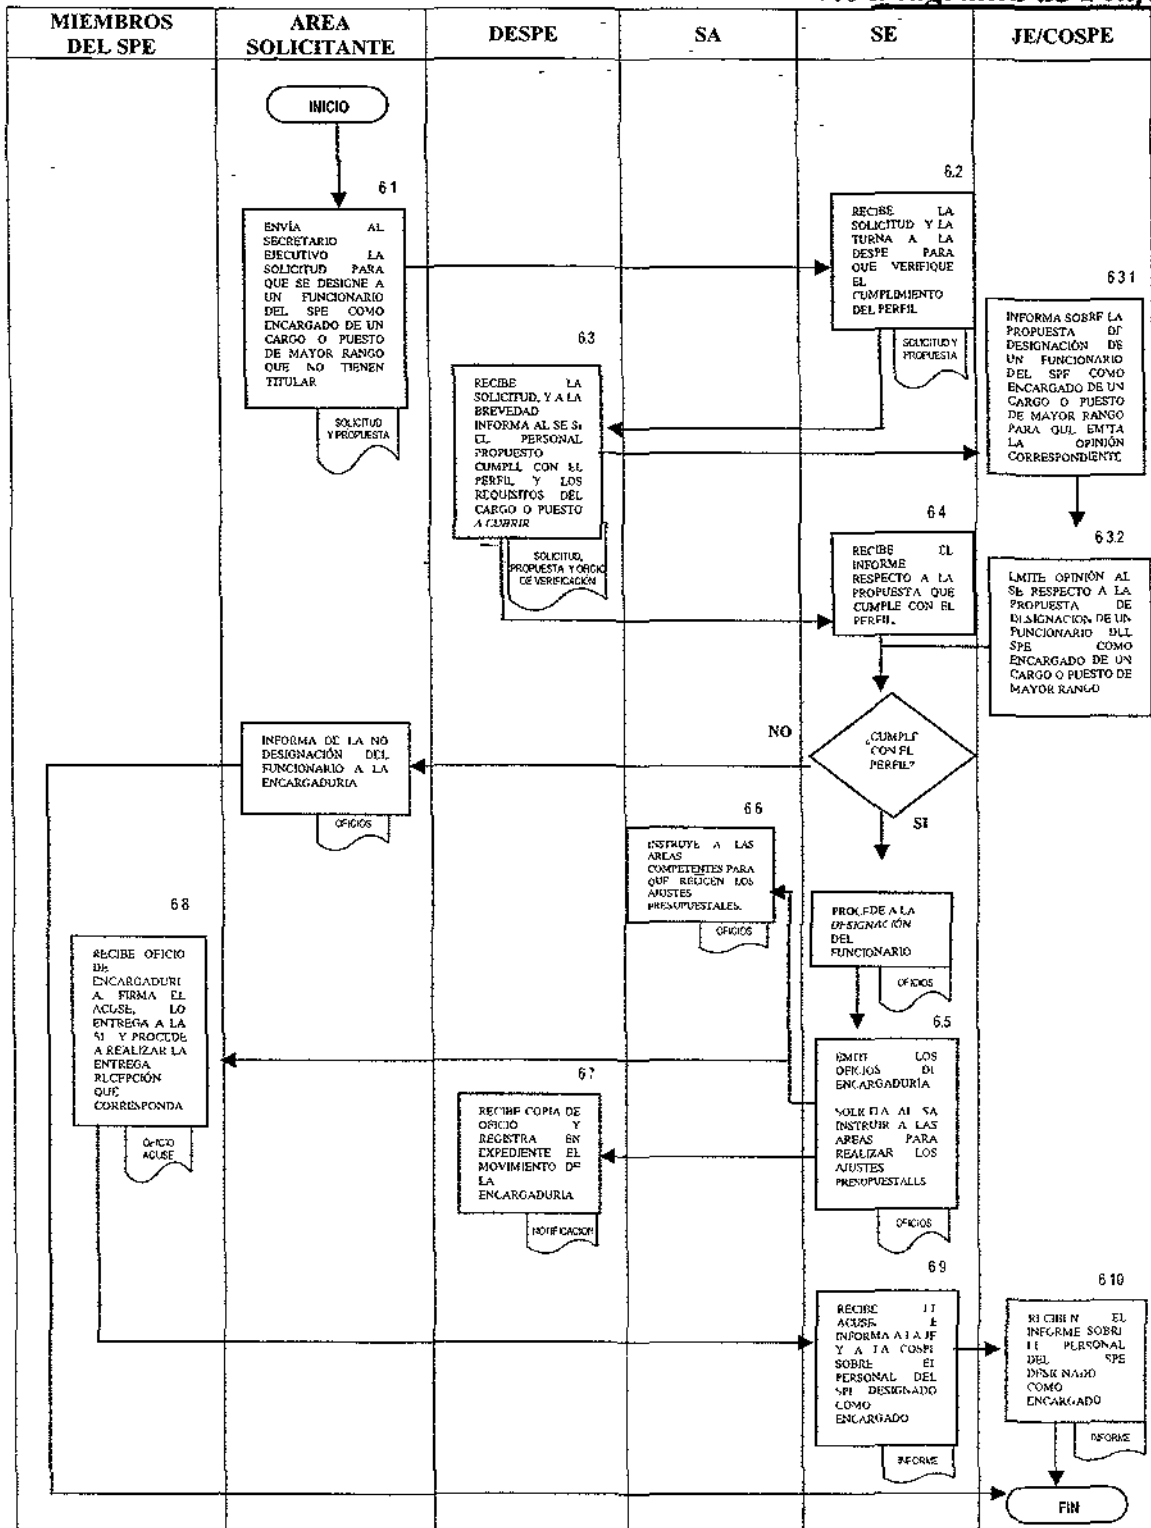 MIEMBROS
DEL SPE
AREA
SOLICITANTE
DESPE
SA
SE
JE/COSPE
INICIO
6 1
ENVÍA AL
SECRETARIO
EJECUTIVO LA
SOLICITUD PARA
QUE SE DESIGNE A
UN FUNCIONARIO
DEL SPE COMO
ENCARGADO DE UN
CARGO O PUESTO
DE MAYOR RANGO
QUE NO TIENEN
TITULAR
SOLICITUD
Y PROPUESTA
6.2
RECIBE LA
SOLICITUD Y LA
TURNA A LA
DESPE PARA
QUE VERIFIQUE
EL
CUMPLIMIENTO
DEL PERFIL
SOLICITUD Y
PROPUESTA
6.3
RECIBE LA
SOLICITUD, Y A LA
BREVEDAD
INFORMA AL SE SI
EL PERSONAL
PROPUESTO
CUMPLE CON EL
PERFIL Y LOS
REQUISITOS DEL
CARGO O PUESTO
A CUBRIR
SOLICITUD,
PROPUESTA Y OFICIO
DE VERIFICACIÓN
6 3 1
INFORMA SOBRE LA
PROPUESTA DE
DESIGNACIÓN DE
UN FUNCIONARIO
DEL SPE COMO
ENCARGADO DE UN
CARGO O PUESTO
DE MAYOR RANGO
PARA QUE EMITA
LA OPINIÓN
CORRESPONDIENTE
6 3.2
EMITE OPINIÓN AL
SE RESPECTO A LA
PROPUESTA DE
DESIGNACION DE UN
FUNCIONARIO DEL
SPE COMO
ENCARGADO DE UN
CARGO O PUESTO DE
MAYOR RANGO
6 4
RECIBE EL
INFORME
RESPECTO A LA
PROPUESTA QUE
CUMPLE CON EL
PERFIL.
¿CUMPLE
CON EL
PERFIL?
NO
SI
INFORMA DE LA NO
DESIGNACIÓN DEL
FUNCIONARIO A LA
ENCARGADURIA
OFICIOS
6 6
INSTRUYE A LAS
AREAS
COMPETENTES PARA
QUE REALICEN LOS
AJUSTES
PRESUPUESTALES.
OFICIOS
PROCEDE A LA
DESIGNACIÓN
DEL
FUNCIONARIO
OFICIOS
6.5
EMITE LOS
OFICIOS DE
ENCARGADURÍA
SOLICITA AL SA
INSTRUIR A LAS
AREAS PARA
REALIZAR LOS
AJUSTES
PRESUPUESTALES
OFICIOS
6 8
RECIBE OFICIO
DE
ENCARGADURI
A, FIRMA EL
ACUSE, LO
ENTREGA A LA
SE Y PROCEDE
A REALIZAR LA
ENTREGA
RECEPCIÓN
QUE
CORRESPONDA
OFICIO
ACUSE
6 7
RECIBE COPIA DE
OFICIO Y
REGISTRA EN
EXPEDIENTE EL
MOVIMIENTO DE
LA
ENCARGADURIA
NOTIFICACION
6 9
RECIBE EL
ACUSE, E
INFORMA A LA JE
Y A LA COSPE
SOBRE EL
PERSONAL DEL
SPE DESIGNADO
COMO
ENCARGADO
INFORME
6 10
RECIBEN EL
INFORME SOBRE
EL PERSONAL
DEL SPE
DESIGNADO
COMO
ENCARGADO
INFORME
FIN